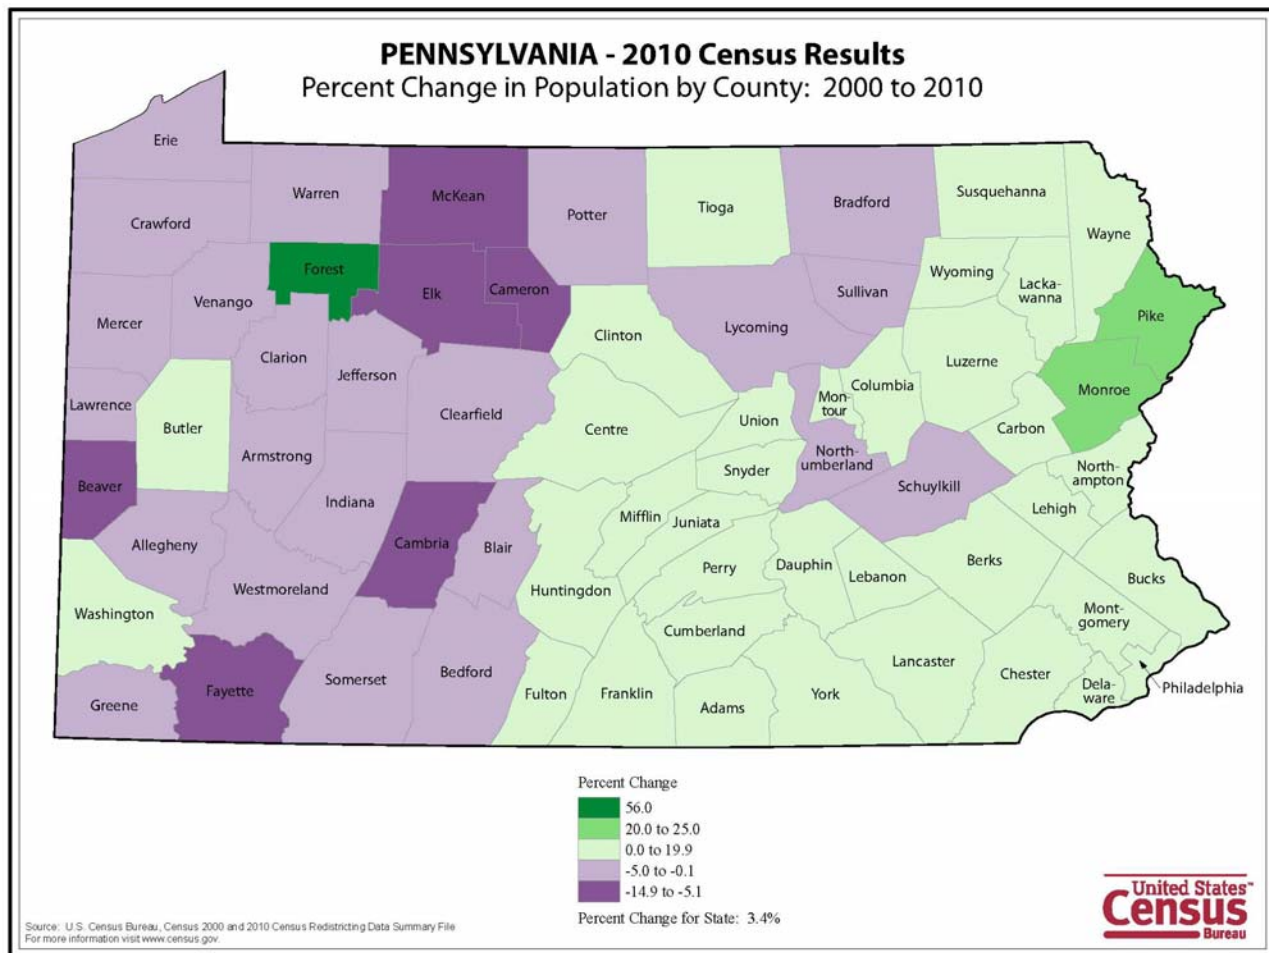 PENNSYLVANIA - 2010 Census Results
Percent Change in Population by County: 2000 to 2010
Erie
Warren
McKean
Potter
Tioga
Bradford
Susquehanna
Wayne
Crawford
Forest
Elk
Cameron
Sullivan
Wyoming
Lacka-
wanna
Pike
Venango
Mercer
Clinton
Lycoming
Clarion
Jefferson
Luzerne
Monroe
Lawrence
Butler
Clearfield
Centre
Union
Mon-
tour
Columbia
Carbon
Armstrong
Snyder
North-
umberland
Schuylkill
North-
ampton
Beaver
Indiana
Lehigh
Mifflin
Juniata
Allegheny
Cambria
Blair
Perry
Dauphin
Lebanon
Berks
Bucks
Westmoreland
Huntingdon
Washington
Cumberland
Mont-
gomery
Lancaster
Chester
Dela-
ware
Philadelphia
Greene
Fayette
Somerset
Bedford
Fulton
Franklin
Adams
York
Percent Change
56.0
20.0 to 25.0
0.0 to 19.9
-5.0 to -0.1
-14.9 to -5.1
Percent Change for State: 3.4%
Source: U.S. Census Bureau, Census 2000 and 2010 Census Redistricting Data Summary File
For more information visit www.census.gov.
United States™
Census
Bureau